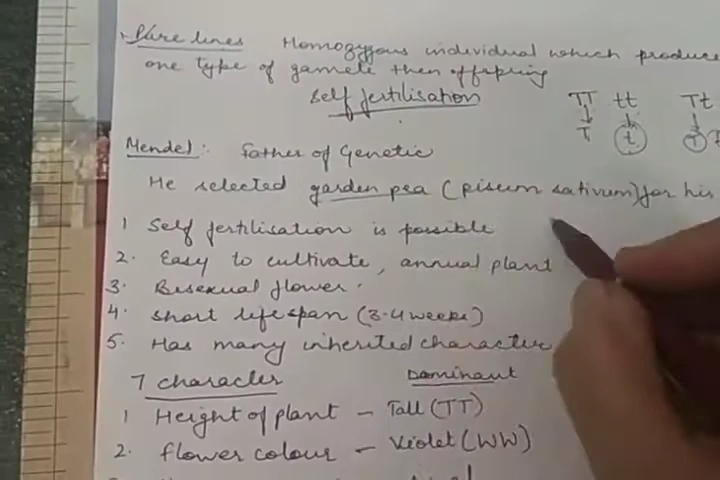 Pure lines Homozygous individual which produce
one type of gamete then offspring
self fertilisation
TT tt Tt
T t T
Mendel: Father of Genetic
He selected garden pea (pisum sativum) for his
1 Self fertilisation is possible
2. Easy to cultivate, annual plant
3. Bisexual flower.
4. Short life span (3-4 weeks)
5. Has many inherited character
7 character Dominant
1 Height of plant - Tall (TT)
2. flower colour - Violet (WW)